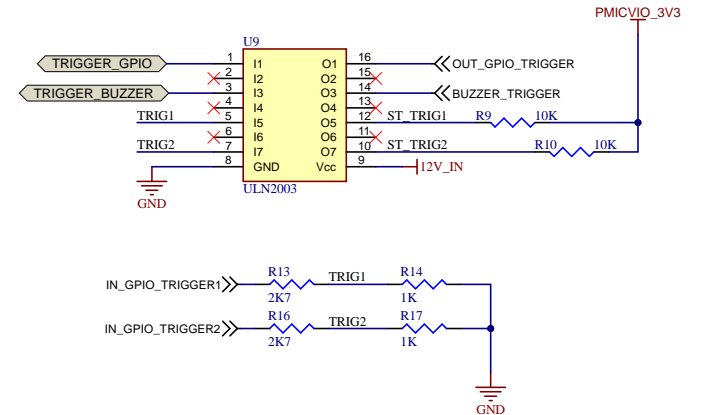 PMICVIO_3V3
U9
TRIGGER_GPIO 1 I1 O1 16 OUT_GPIO_TRIGGER
2 I2 O2 15
TRIGGER_BUZZER 3 I3 O3 14 BUZZER_TRIGGER
4 I4 O4 13
TRIG1 5 I5 O5 12 ST_TRIG1 R9 10K
6 I6 O6 11
TRIG2 7 I7 O7 10 ST_TRIG2 R10 10K
8 GND Vcc 9 12V_IN
ULN2003
GND
IN_GPIO_TRIGGER1 R13 TRIG1 R14
2K7 1K
IN_GPIO_TRIGGER2 R16 TRIG2 R17
2K7 1K
GND